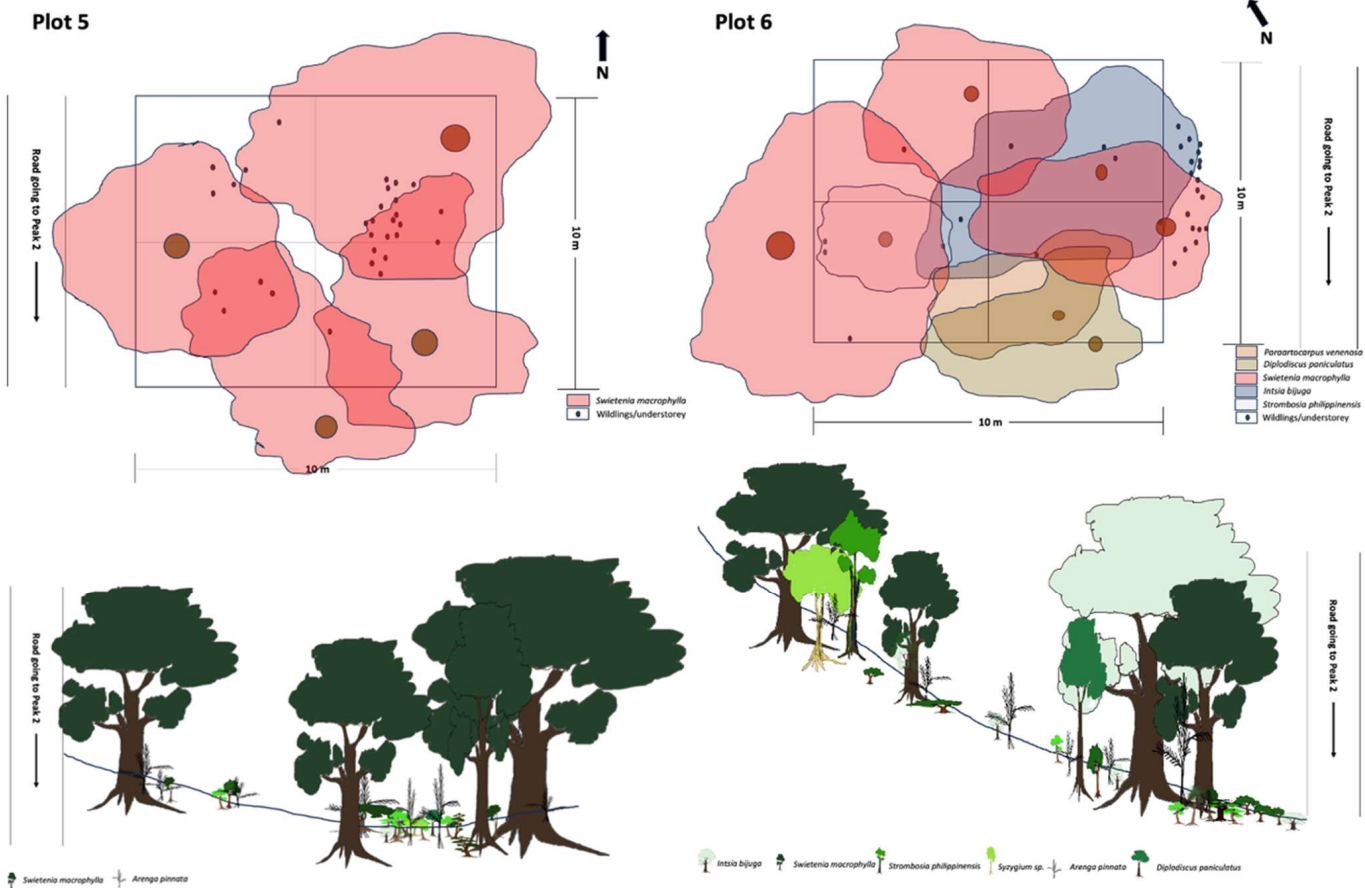 Plot 5
N
Road going to Peak 2
10 m
Swietenia macrophylla
Wildlings/understorey
10 m
Plot 6
N
10 m
Road going to Peak 2
Paraartocarpus venenosa
Diplodiscus paniculatus
Swietenia macrophylla
Intsia bijuga
Strombosia philippinensis
Wildlings/understorey
10 m
Road going to Peak 2
Swietenia macrophylla
Arenga pinnata
Road going to Peak 2
Intsia bijuga
Swietenia macrophylla
Strombosia philippinensis
Syzygium sp.
Arenga pinnata
Diplodiscus paniculatus